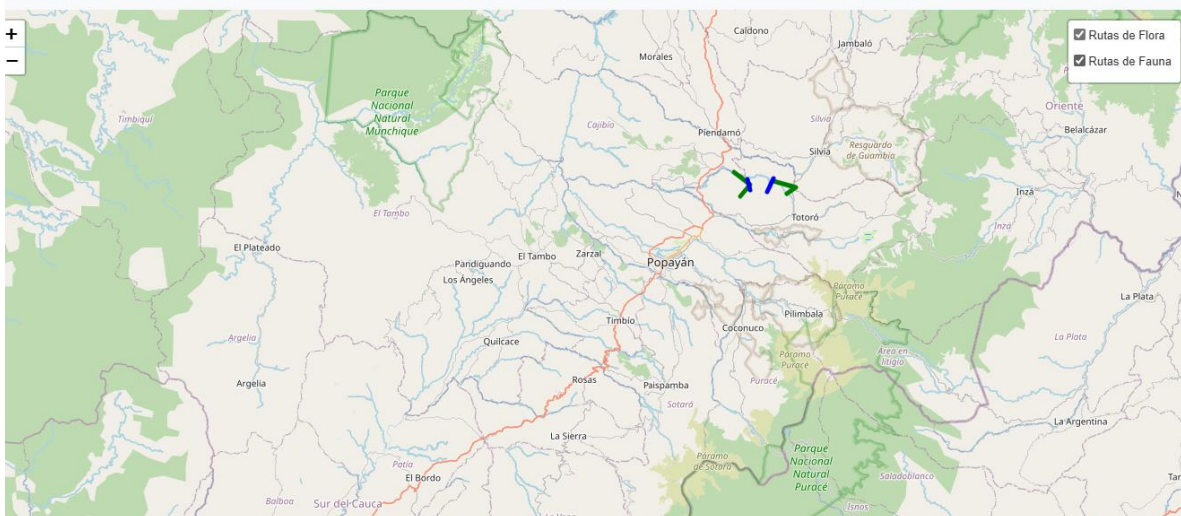 +
−
Rutas de Flora
Rutas de Fauna
Caldono
Morales
Jambaló
Parque
Nacional
Natural
Munchique
Timbiquí
Cajibío
Piendamó
Silvia
Silvia
Resguardo
de Guambia
Oriente
Belalcázar
Inzá
Inzá
Totoró
El Tambo
El Plateado
Pandiguando
El Tambo
Zarzal
Los Ángeles
Popayán
Páramo
Puracé
La Plata
La Plata
Coconuco
Pilimbala
Timbío
Argelia
Quilcace
Área en
litigio
Páramo
Puracé
Argelia
Rosas
Paispamba
Puracé
Sotará
La Argentina
La Sierra
Páramo
de Sotará
Parque
Nacional
Natural
Puracé
Patía
El Bordo
Saladoblanco
Balboa
Sur del Cauca
Isnos
La Vega